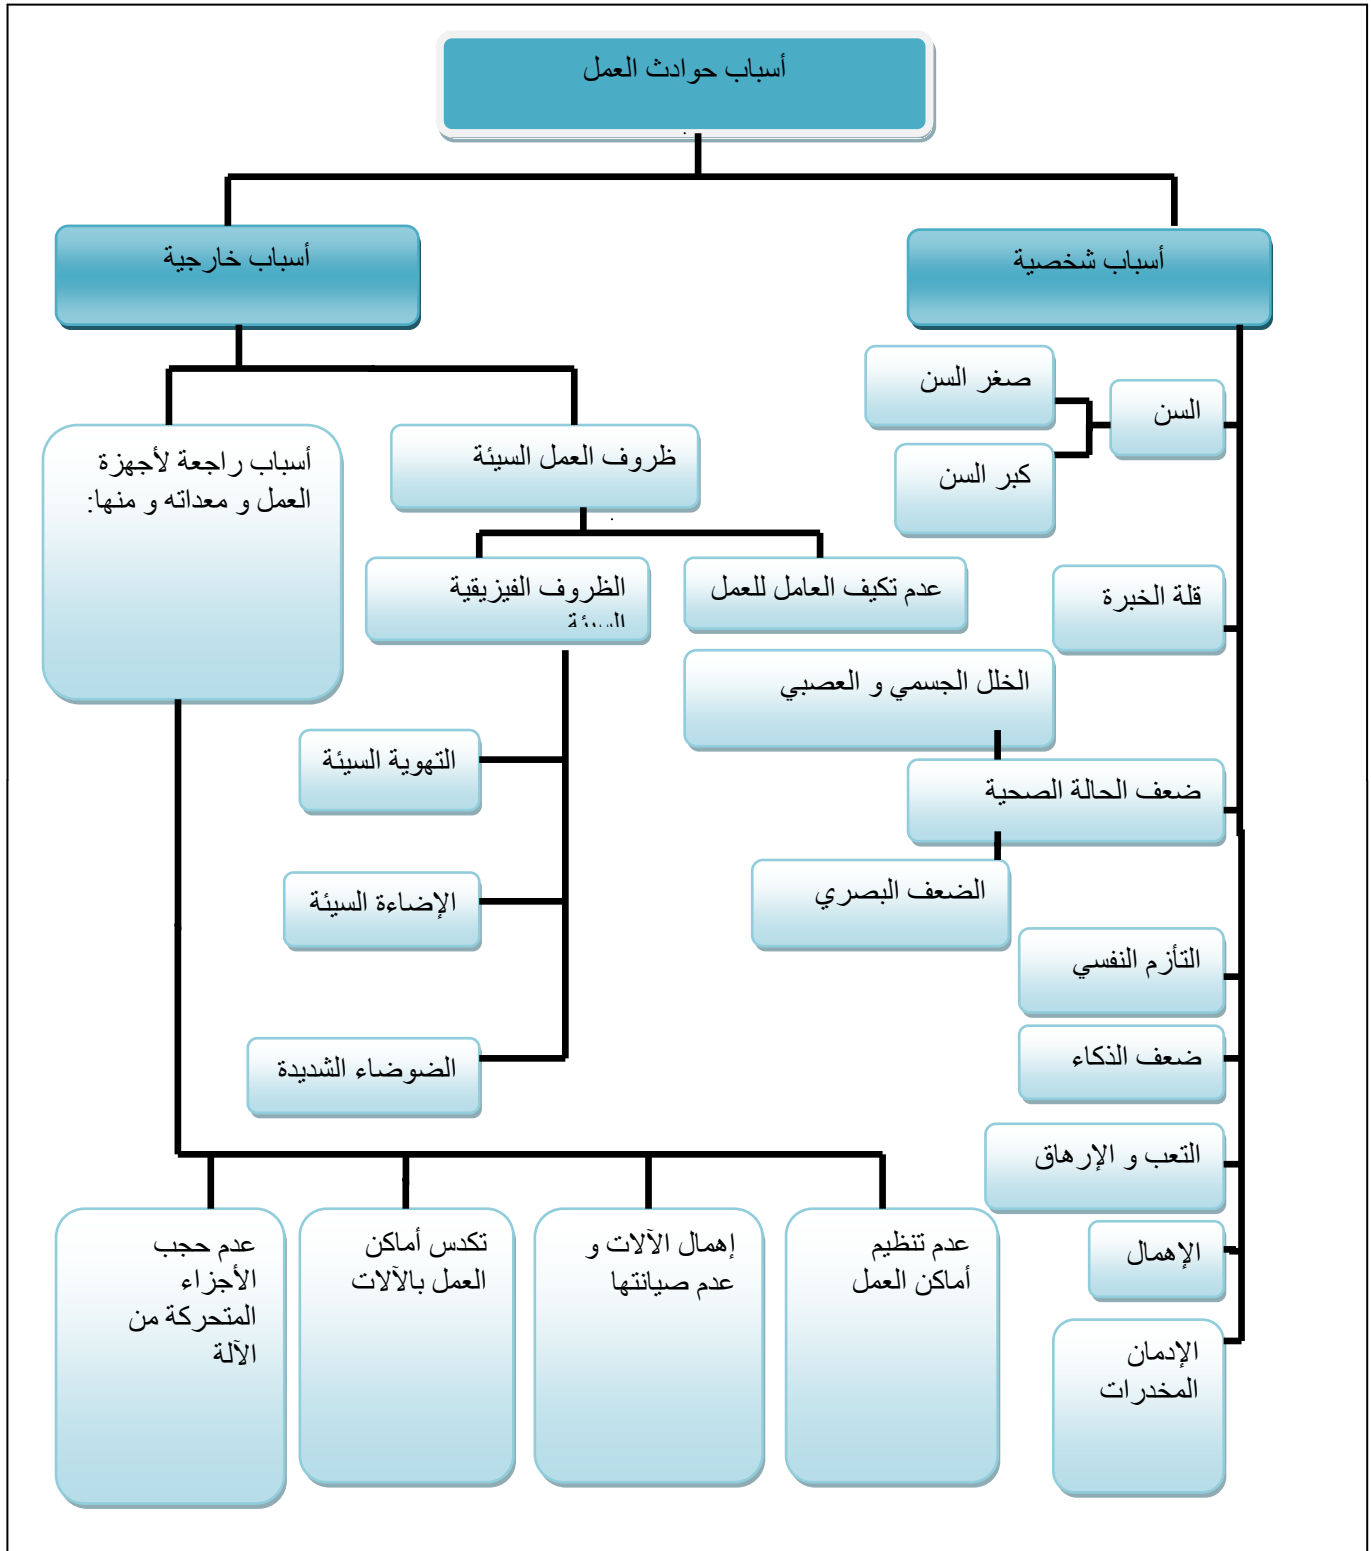 أسباب حوادث العمل
أسباب شخصية
أسباب خارجية
السن
صغر السن
كبر السن
قلة الخبرة
الخلل الجسمي و العصبي
ضعف الحالة الصحية
الضعف البصري
التأزم النفسي
ضعف الذكاء
التعب و الإرهاق
الإهمال
الإدمان
المخدرات
ظروف العمل السيئة
عدم تكيف العامل للعمل
الظروف الفيزيقية
السيئة
التهوية السيئة
الإضاءة السيئة
الضوضاء الشديدة
أسباب راجعة لأجهزة
العمل و معداته و منها:
عدم تنظيم
أماكن العمل
إهمال الآلات و
عدم صيانتها
تكدس أماكن
العمل بالآلات
عدم حجب
الأجزاء
المتحركة من
الآلة